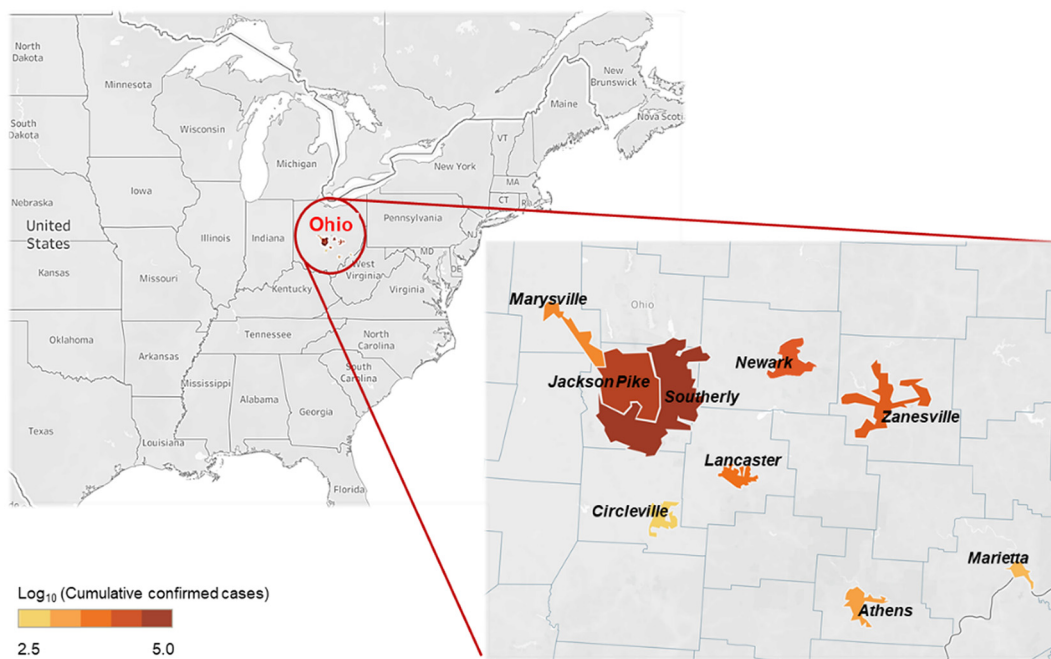 North
Dakota
Minnesota
New
Brunswick
Maine
Nova Scoti
South
Dakota
Wisconsin
VT
Michigan
New York
MA
CT
RI
Iowa
Nebraska
United
States
Ohio
Pennsylvania
NJ
Illinois
Indiana
MD
DE
Kansas
Missouri
West
Virginia
Kentucky
Virginia
Oklahoma
Tennessee
North
Carolina
Arkansas
South
Carolina
Mississippi
Alabama
Georgia
Texas
Louisiana
Florida
Marysville
Ohio
Newark
Jackson Pike
Southerly
Zanesville
Lancaster
Circleville
Marietta
Athens
Log10 (Cumulative confirmed cases)
2.5 5.0